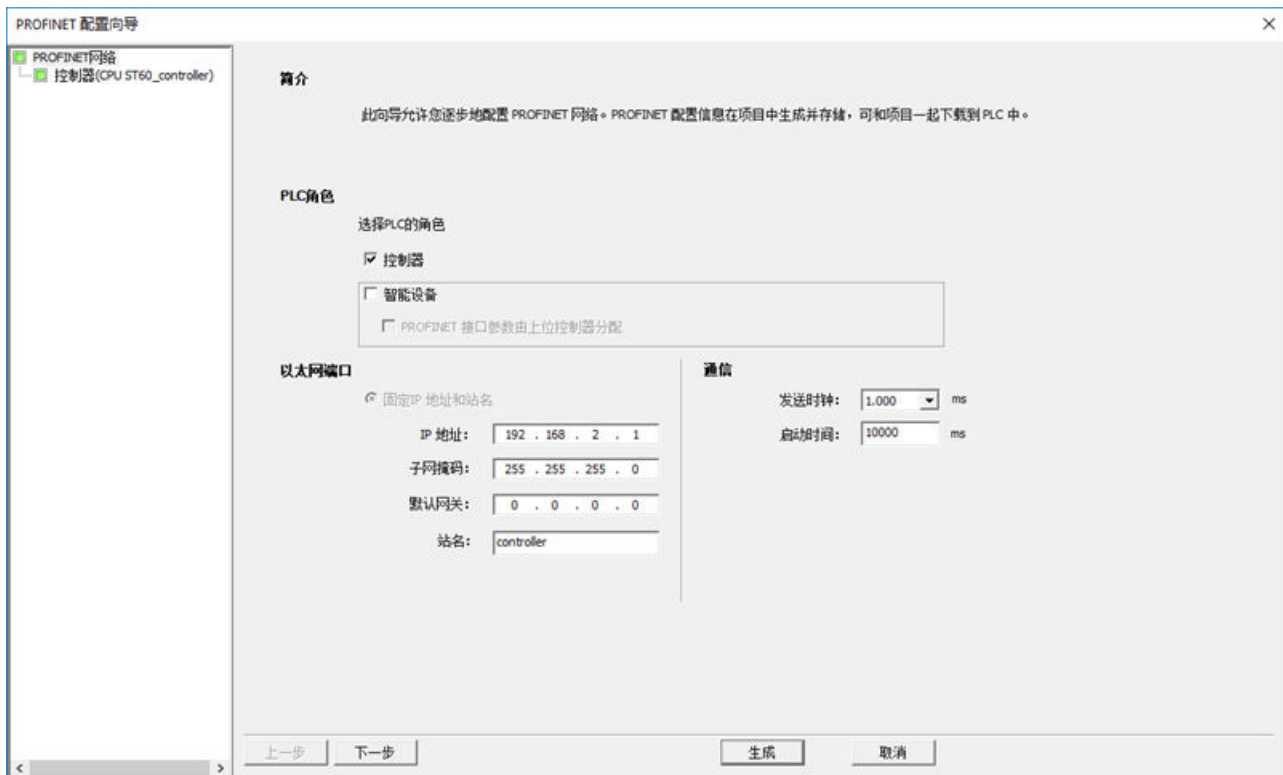 PROFINET 配置向导
PROFINET网络
控制器(CPU ST60_controller)
简介
此向导允许您逐步地配置 PROFINET 网络。PROFINET 配置信息在项目中生成并存储，可和项目一起下载到 PLC 中。
PLC角色
选择PLC的角色
控制器
智能设备
PROFINET 接口参数由上位控制器分配
以太网端口
通信
固定IP 地址和站名
发送时钟： 1.000 ms
IP 地址： 192 . 168 . 2 . 1
启动时间： 10000 ms
子网掩码： 255 . 255 . 255 . 0
默认网关： 0 . 0 . 0 . 0
站名： controller
上一步 下一步 生成 取消